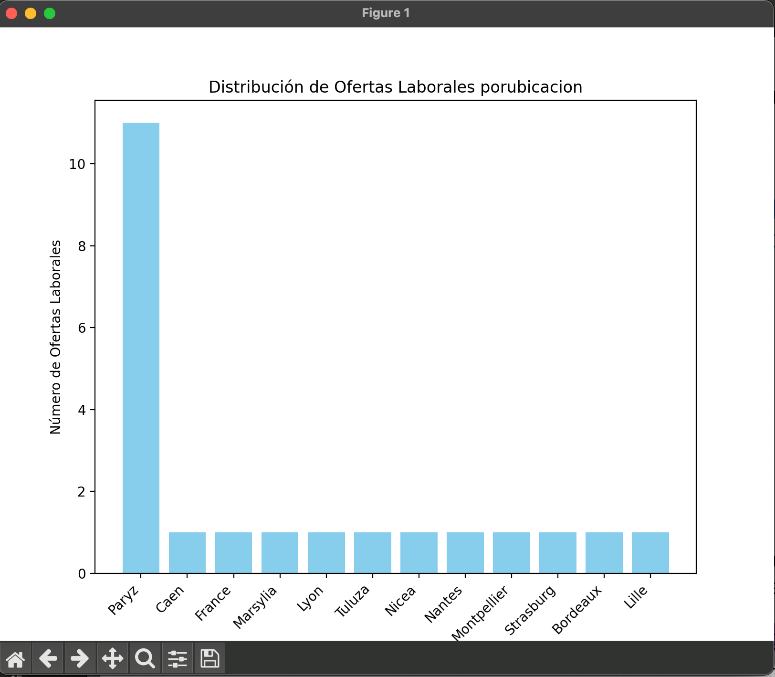 Figure 1
Distribución de Ofertas Laborales porubicacion
Número de Ofertas Laborales
10
8
6
4
2
0
Paryz
Caen
France
Marsylia
Lyon
Tuluza
Nicea
Nantes
Montpellier
Strasburg
Bordeaux
Lille